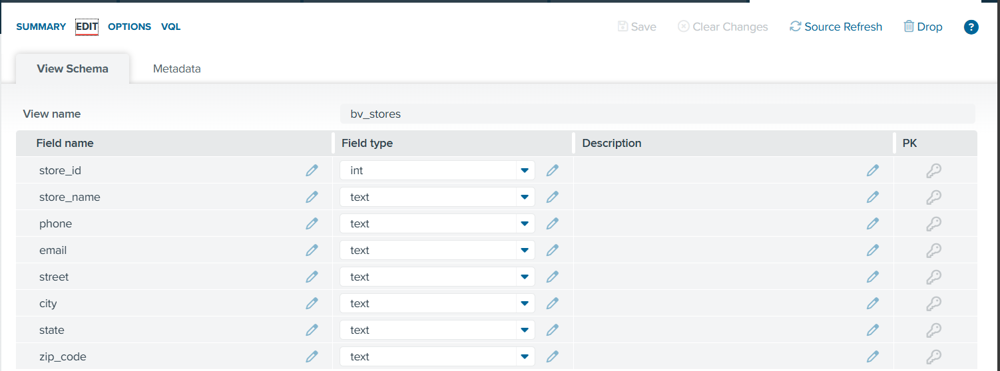 SUMMARY EDIT OPTIONS VQL Save Clear Changes Source Refresh Drop ?
View Schema Metadata
View name bv_stores
Field name Field type Description PK
store_id int
store_name text
phone text
email text
street text
city text
state text
zip_code text